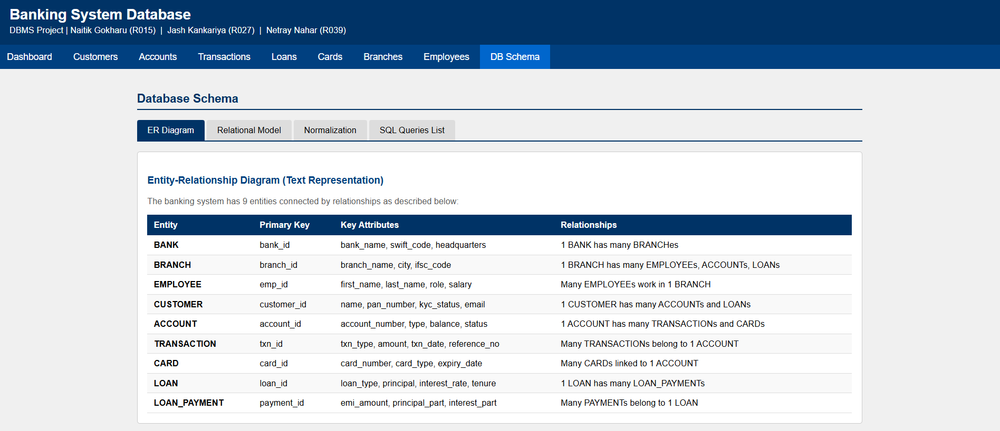 Banking System Database
DBMS Project | Naitik Gokharu (R015) | Jash Kankariya (R027) | Netray Nahar (R039)
Dashboard Customers Accounts Transactions Loans Cards Branches Employees DB Schema
Database Schema
ER Diagram Relational Model Normalization SQL Queries List
Entity-Relationship Diagram (Text Representation)
The banking system has 9 entities connected by relationships as described below:
Entity Primary Key Key Attributes Relationships
BANK bank_id bank_name, swift_code, headquarters 1 BANK has many BRANCHes
BRANCH branch_id branch_name, city, ifsc_code 1 BRANCH has many EMPLOYEEs, ACCOUNTs, LOANs
EMPLOYEE emp_id first_name, last_name, role, salary Many EMPLOYEEs work in 1 BRANCH
CUSTOMER customer_id name, pan_number, kyc_status, email 1 CUSTOMER has many ACCOUNTs and LOANs
ACCOUNT account_id account_number, type, balance, status 1 ACCOUNT has many TRANSACTIONs and CARDs
TRANSACTION txn_id txn_type, amount, txn_date, reference_no Many TRANSACTIONs belong to 1 ACCOUNT
CARD card_id card_number, card_type, expiry_date Many CARDs linked to 1 ACCOUNT
LOAN loan_id loan_type, principal, interest_rate, tenure 1 LOAN has many LOAN_PAYMENTs
LOAN_PAYMENT payment_id emi_amount, principal_part, interest_part Many PAYMENTs belong to 1 LOAN